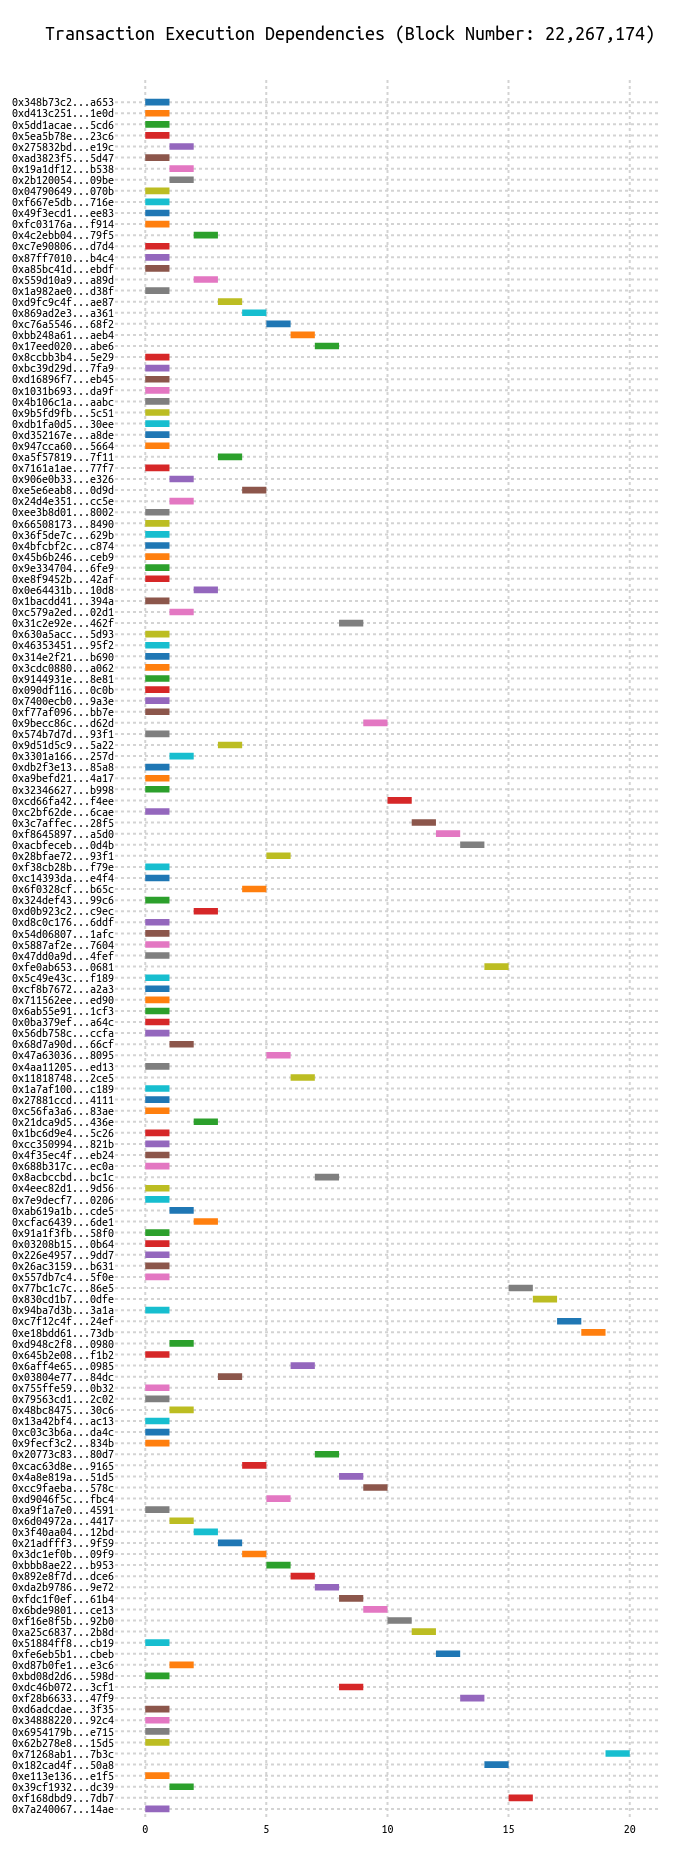 Transaction Execution Dependencies (Block Number: 22,267,174)
0x348b73c2...a653
0xd413c251...1e0d
0x5dd1acae...5cd6
0x5ea5b78e...23c6
0x275832bd...e19c
0xad3823f5...5d47
0x19a1df12...b538
0x2b120054...09be
0x04790649...070b
0xf667e5db...716e
0x49f3ecd1...ee83
0xfc03176a...f914
0x4c2ebb04...79f5
0xc7e90806...d7d4
0x87ff7010...b4c4
0xa85bc41d...ebdf
0x559d10a9...a89d
0x1a982ae0...d38f
0xd9fc9c4f...ae87
0x869ad2e3...a361
0xc76a5546...68f2
0xbb248a61...aeb4
0x17eed020...abe6
0x8ccbb3b4...5e29
0xbc39d29d...7fa9
0xd16896f7...eb45
0x1031b693...da9f
0x4b106c1a...aabc
0x9b5fd9fb...5c51
0xdb1fa0d5...30ee
0xd352167e...a8de
0x947cca60...5664
0xa5f57819...7f11
0x7161a1ae...77f7
0x906e0b33...e326
0xe5e6eab8...0d9d
0x24d4e351...cc5e
0xee3b8d01...8002
0x66508173...8490
0x36f5de7c...629b
0x4bfcbf2c...c874
0x45b6b246...ceb9
0x9e334704...6fe9
0xe8f9452b...42af
0x0e64431b...10d8
0x1bacdd41...394a
0xc579a2ed...02d1
0x31c2e92e...462f
0x630a5acc...5d93
0x46353451...95f2
0x314e2f21...b690
0x3cdc0880...a062
0x9144931e...8e81
0x090df116...0c0b
0x7400ecb0...9a3e
0xf77af096...bb7e
0x9becc86c...d62d
0x574b7d7d...93f1
0x9d51d5c9...5a22
0x3301a166...257d
0xdb2f3e13...85a8
0xa9befd21...4a17
0x32346627...b998
0xcd66fa42...f4ee
0xc2bf62de...6cae
0x3c7affec...28f5
0xf8645897...a5d0
0xacbfeceb...0d4b
0x28bfae72...93f1
0xf38cb28b...f79e
0xc14393da...e4f4
0x6f0328cf...b65c
0x324def43...99c6
0xd0b923c2...c9ec
0xd8c0c176...6ddf
0x54d06807...1afc
0x5887af2e...7604
0x47dd0a9d...4fef
0xfe0ab653...0681
0x5c49e43c...f189
0xcf8b7672...a2a3
0x711562ee...ed90
0x6ab55e91...1cf3
0x0ba379ef...a64c
0x56db758c...ccfa
0x68d7a90d...66cf
0x47a63036...8095
0x4aa11205...ed13
0x11818748...2ce5
0x1a7af100...c189
0x27881ccd...4111
0xc56fa3a6...83ae
0x21dca9d5...436e
0x1bc6d9e4...5c26
0xcc350994...821b
0x4f35ec4f...eb24
0x688b317c...ec0a
0x8acbccbd...bc1c
0x4eec82d1...9d56
0x7e9decf7...0206
0xab619a1b...cde5
0xcfac6439...6de1
0x91a1f3fb...58f0
0x03208b15...0b64
0x226e4957...9dd7
0x26ac3159...b631
0x557db7c4...5f0e
0x77bc1c7c...86e5
0x830cd1b7...0dfe
0x94ba7d3b...3a1a
0xc7f12c4f...24ef
0xe18bdd61...73db
0xd948c2f8...0980
0x645b2e08...f1b2
0x6aff4e65...0985
0x03804e77...84dc
0x755ffe59...0b32
0x79563cd1...2c02
0x48bc8475...30c6
0x13a42bf4...ac13
0xc03c3b6a...da4c
0x9fecf3c2...834b
0x20773c83...80d7
0xcac63d8e...9165
0x4a8e819a...51d5
0xcc9faeba...578c
0xd9046f5c...fbc4
0xa9f1a7e0...4591
0x6d04972a...4417
0x3f40aa04...12bd
0x21adfff3...9f59
0x3dc1ef0b...09f9
0xbbb8ae22...b953
0x892e8f7d...dce6
0xda2b9786...9e72
0xfdc1f0ef...61b4
0x6bde9801...ce13
0xf16e8f5b...92b0
0xa25c6837...2b8d
0x51884ff8...cb19
0xfe6eb5b1...cbeb
0xd87b0fe1...e3c6
0xbd08d2d6...598d
0xdc46b072...3cf1
0xf28b6633...47f9
0xd6adcdae...3f35
0x34888220...92c4
0x6954179b...e715
0x62b278e8...15d5
0x71268ab1...7b3c
0x182cad4f...50a8
0xe113e136...e1f5
0x39cf1932...dc39
0xf168dbd9...7db7
0x7a240067...14ae
0 5 10 15 20